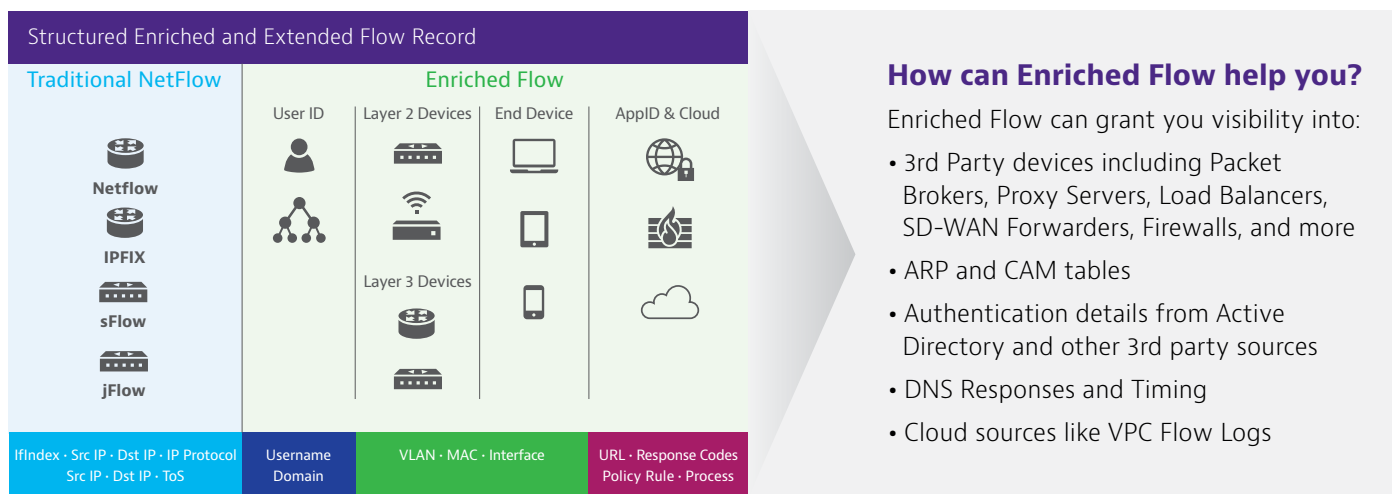 Structured Enriched and Extended Flow Record
Traditional NetFlow
Netflow
IPFIX
sFlow
jFlow
IfIndex · Src IP · Dst IP · IP Protocol
Src IP · Dst IP · ToS
Enriched Flow
User ID
Username
Domain
Layer 2 Devices
Layer 3 Devices
End Device
VLAN · MAC · Interface
AppID & Cloud
URL · Response Codes
Policy Rule · Process
How can Enriched Flow help you?
Enriched Flow can grant you visibility into:
• 3rd Party devices including Packet
Brokers, Proxy Servers, Load Balancers,
SD-WAN Forwarders, Firewalls, and more
• ARP and CAM tables
• Authentication details from Active
Directory and other 3rd party sources
• DNS Responses and Timing
• Cloud sources like VPC Flow Logs